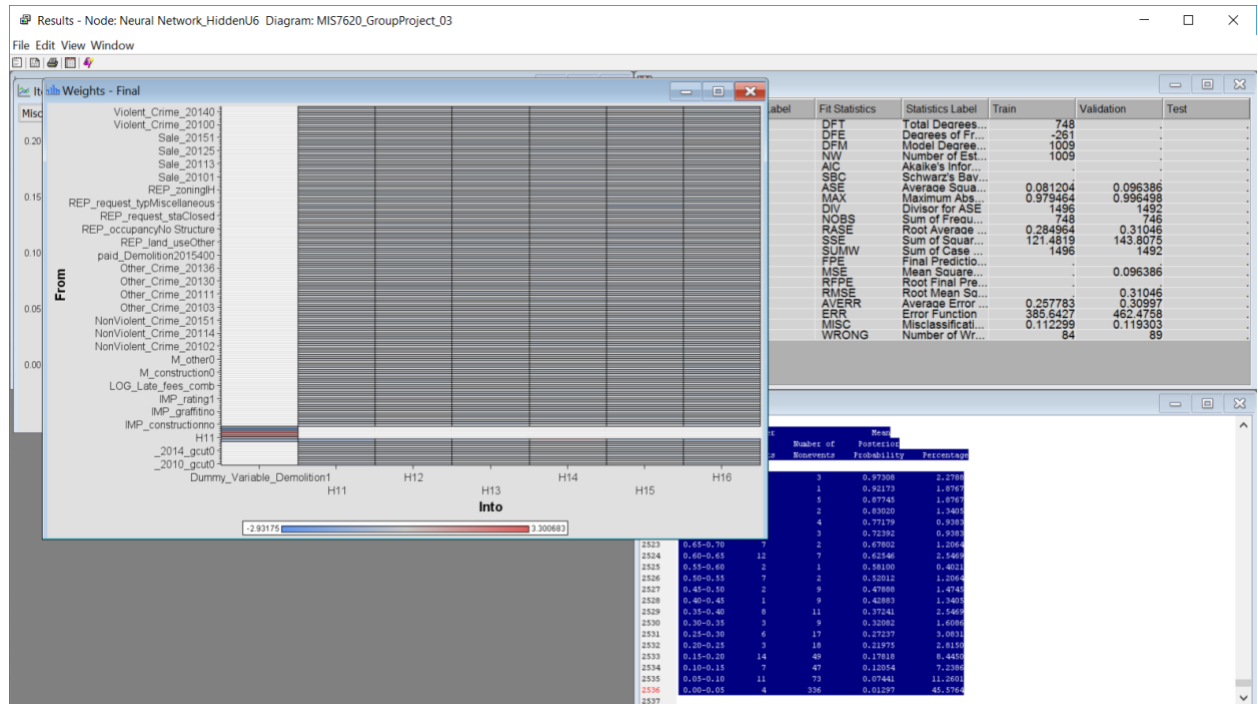 Results - Node: Neural Network_HiddenU6 Diagram: MIS7620_GroupProject_03
File Edit View Window
Weights - Final
Misc
0.20
0.15
0.10
0.05
0.00
From
Violent_Crime_20140
Violent_Crime_20100
Sale_20151
Sale_20125
Sale_20113
Sale_20101
REP_zoningIH
REP_request_typMiscellaneous
REP_request_staClosed
REP_occupancyNo Structure
REP_land_useOther
paid_Demolition2015400
Other_Crime_20136
Other_Crime_20130
Other_Crime_20111
Other_Crime_20103
NonViolent_Crime_20151
NonViolent_Crime_20114
NonViolent_Crime_20102
M_other0
M_construction0
LOG_Late_fees_comb
IMP_rating1
IMP_graffitino
IMP_constructionno
H11
_2014_gcut0
_2010_gcut0
Dummy_Variable_Demolition1 H12 H14 H16
H11 H13 H15
Into
-2.93175 3.300683
abel Fit Statistics Statistics Label Train Validation Test
DFT Total Degrees... 748 .
DFE Degrees of Fr... -261 .
DFM Model Degree... 1009 .
NW Number of Est... 1009 .
AIC Akaike's Infor... . .
SBC Schwarz's Bay... . .
ASE Average Squa... 0.081204 0.096386 .
MAX Maximum Abs... 0.979464 0.996498 .
DIV Divisor for ASE 1496 1492 .
NOBS Sum of Frequ... 748 746 .
RASE Root Average ... 0.284964 0.31046 .
SSE Sum of Squar... 121.4819 143.8075 .
SUMW Sum of Case ... 1496 1492 .
FPE Final Predictio... . .
MSE Mean Square... . 0.096386 .
RFPE Root Final Pre... . .
RMSE Root Mean Sq... . 0.31046 .
AVERR Average Error ... 0.257783 0.30997 .
ERR Error Function 385.6427 462.4758 .
MISC Misclassificati... 0.112299 0.119303 .
WRONG Number of Wr... 84 89 .
Mean
Number of Posterior
Nonevents Probability Percentage
3 0.97308 2.2788
1 0.92173 1.8767
5 0.87745 1.8767
2 0.83020 1.3405
4 0.77179 0.9383
3 0.72392 0.9383
2523 0.65-0.70 7 2 0.67802 1.2064
2524 0.60-0.65 12 7 0.62546 2.5469
2525 0.55-0.60 2 1 0.58100 0.4021
2526 0.50-0.55 7 2 0.52012 1.2064
2527 0.45-0.50 2 9 0.47888 1.4745
2528 0.40-0.45 1 9 0.42883 1.3405
2529 0.35-0.40 8 11 0.37241 2.5469
2530 0.30-0.35 3 9 0.32082 1.6086
2531 0.25-0.30 6 17 0.27237 3.0831
2532 0.20-0.25 3 18 0.21975 2.8150
2533 0.15-0.20 14 49 0.17818 8.4450
2534 0.10-0.15 7 47 0.12054 7.2386
2535 0.05-0.10 11 73 0.07441 11.2601
2536 0.00-0.05 4 336 0.01297 45.5764
2537